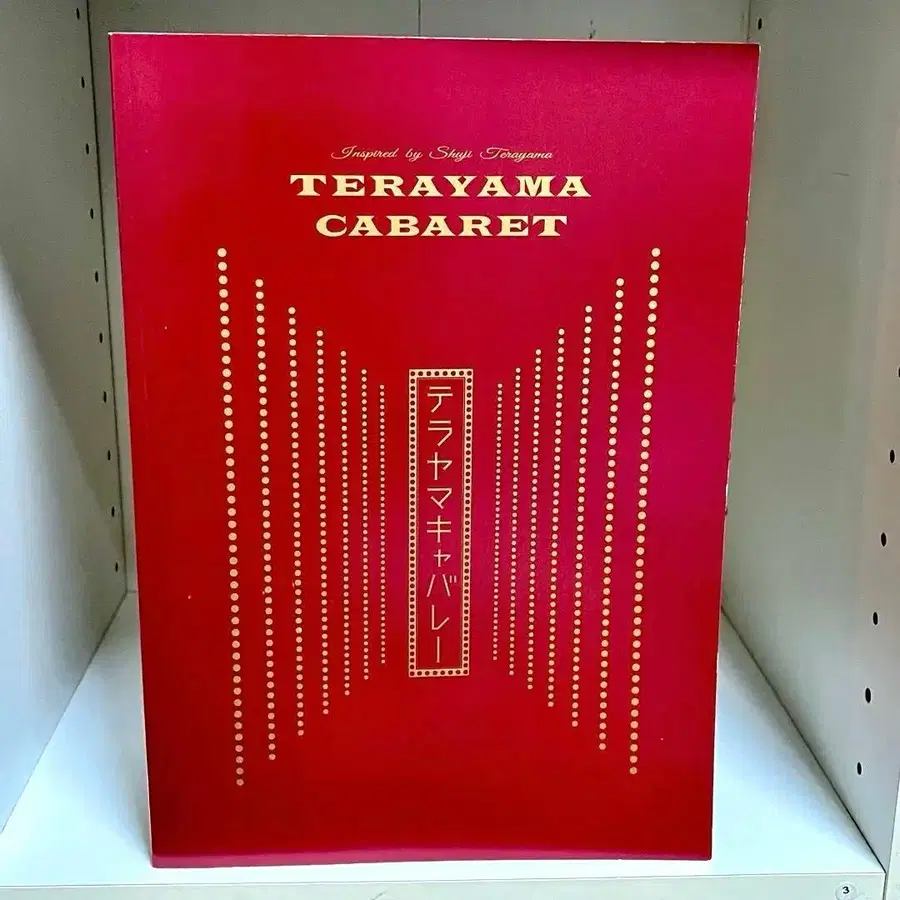 Inspired by Shuji Terayama
TERAYAMA
CABARET
テラヤマキャバレー
3